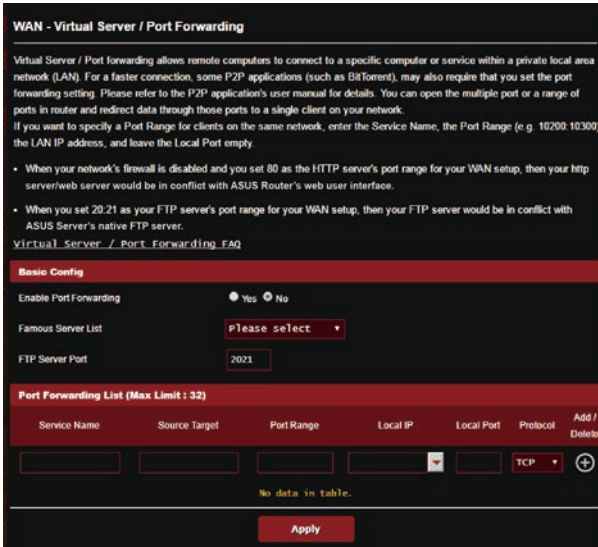 WAN - Virtual Server / Port Forwarding
Virtual Server / Port forwarding allows remote computers to connect to a specific computer or service within a private local area
network (LAN). For a faster connection, some P2P applications (such as BitTorrent), may also require that you set the port
forwarding setting. Please refer to the P2P application's user manual for details. You can open the multiple port or a range of
ports in router and redirect data through those ports to a single client on your network.
If you want to specify a Port Range for clients on the same network, enter the Service Name, the Port Range (e.g. 10200:10300)
the LAN IP address, and leave the Local Port empty.
• When your network's firewall is disabled and you set 80 as the HTTP server's port range for your WAN setup, then your http
server/web server would be in conflict with ASUS Router's web user interface.
• When you set 20:21 as your FTP server's port range for your WAN setup, then your FTP server would be in conflict with
ASUS Server's native FTP server.
Virtual Server / Port Forwarding FAQ
Basic Config
Enable Port Forwarding Yes No
Famous Server List Please select
FTP Server Port 2021
Port Forwarding List (Max Limit : 32)
Service Name Source Target Port Range Local IP Local Port Protocol Add / Delete
TCP
No data in table.
Apply